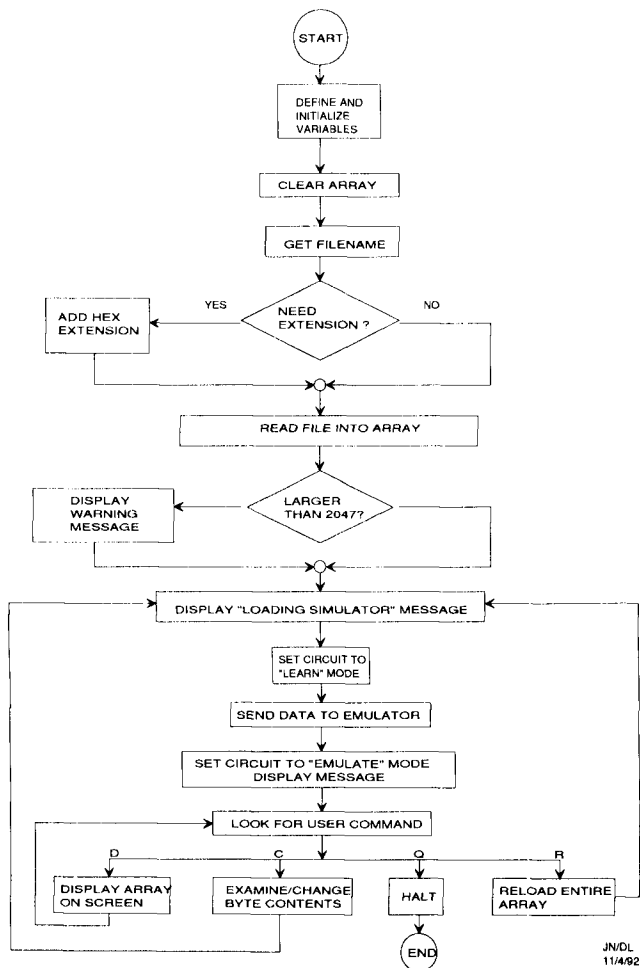 START
DEFINE AND
INITIALIZE
VARIABLES
CLEAR ARRAY
GET FILENAME
YES
NEED
EXTENSION ?
NO
ADD HEX
EXTENSION
READ FILE INTO ARRAY
LARGER
THAN 2047?
DISPLAY
WARNING
MESSAGE
DISPLAY "LOADING SIMULATOR" MESSAGE
SET CIRCUIT TO
"LEARN" MODE
SEND DATA TO EMULATOR
SET CIRCUIT TO "EMULATE" MODE
DISPLAY MESSAGE
LOOK FOR USER COMMAND
D
C
Q
R
DISPLAY ARRAY
ON SCREEN
EXAMINE/CHANGE
BYTE CONTENTS
HALT
RELOAD ENTIRE
ARRAY
END
JN/DL
11/4/92